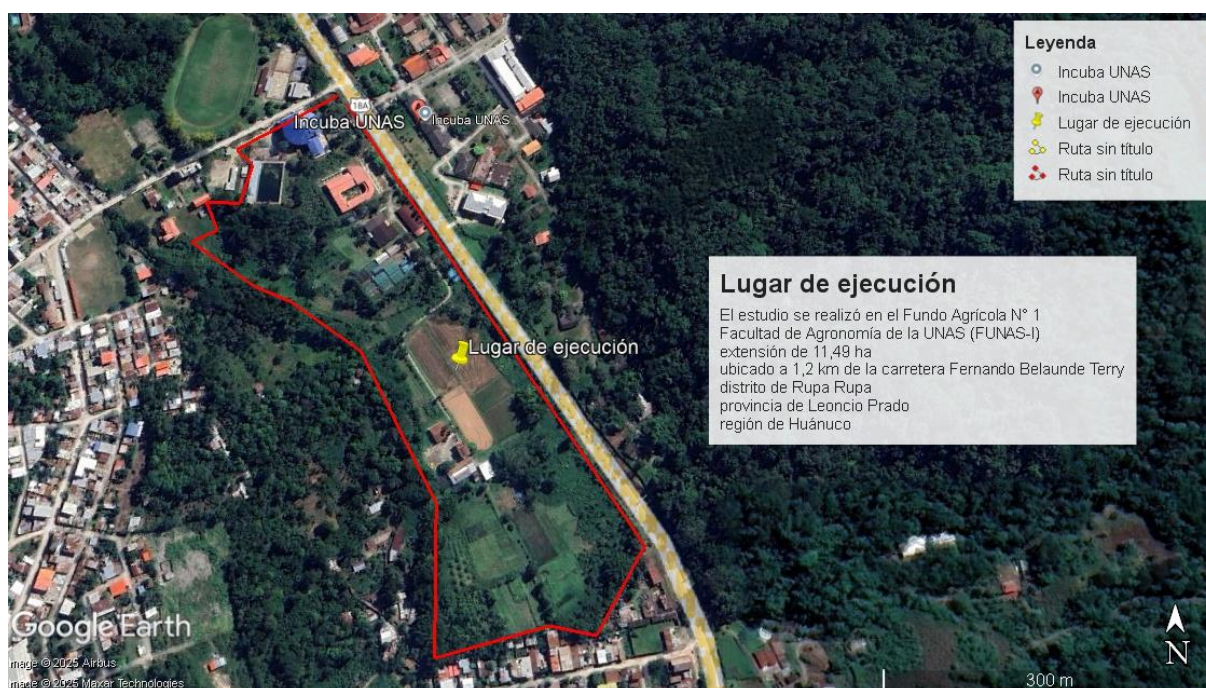 Leyenda
Incuba UNAS
Incuba UNAS
Lugar de ejecución
Ruta sin título
Ruta sin título
18A
Incuba UNAS
Incuba UNAS
Lugar de ejecución
El estudio se realizó en el Fundo Agrícola N° 1
Facultad de Agronomía de la UNAS (FUNAS-I)
extensión de 11,49 ha
ubicado a 1,2 km de la carretera Fernando Belaunde Terry
distrito de Rupa Rupa
provincia de Leoncio Prado
región de Huánuco
Lugar de ejecución
Google Earth
mage © 2025 Airbus
mage © 2025 Maxar Technologies
N
300 m